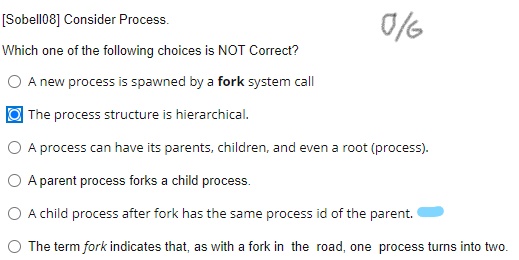 [Sobell08] Consider Process.
0/6
Which one of the following choices is NOT Correct?
A new process is spawned by a fork system call
The process structure is hierarchical.
A process can have its parents, children, and even a root (process).
A parent process forks a child process.
A child process after fork has the same process id of the parent.
The term fork indicates that, as with a fork in the road, one process turns into two.